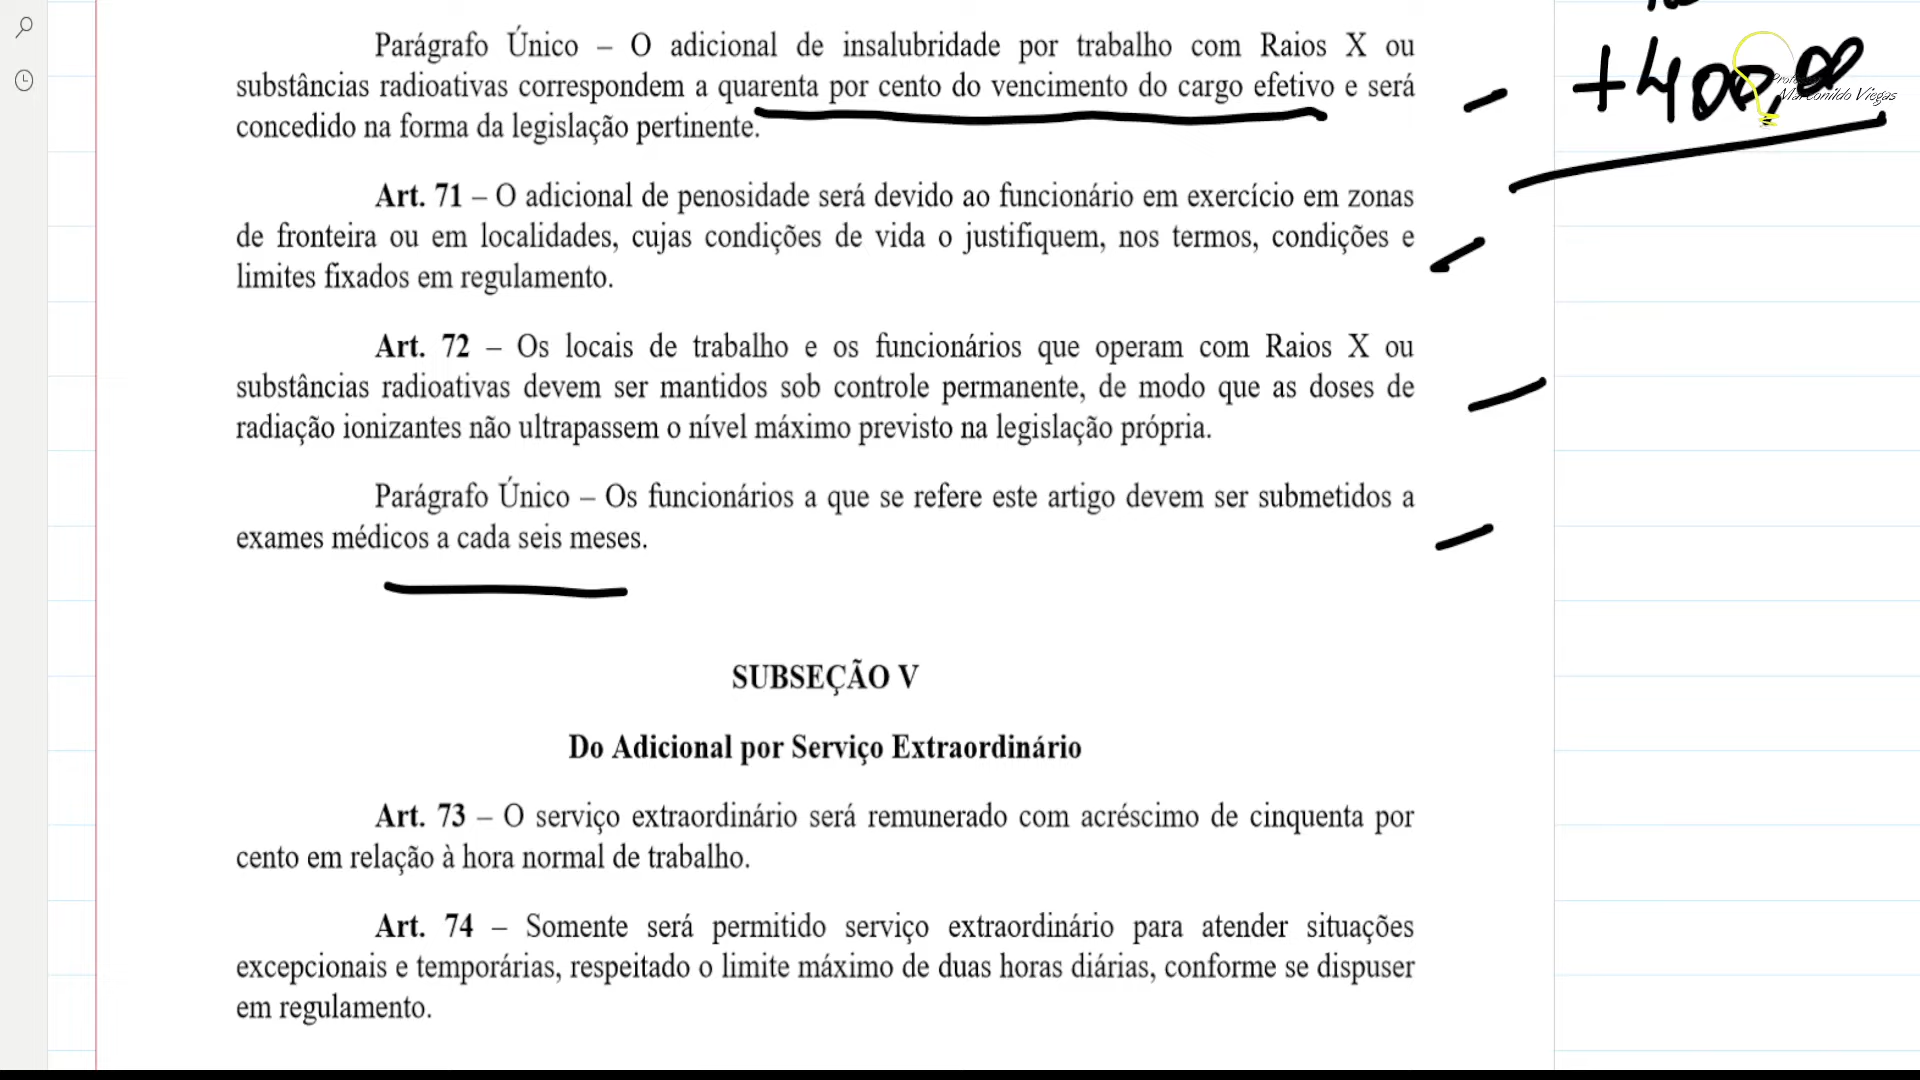 Parágrafo Único – O adicional de insalubridade por trabalho com Raios X ou
substâncias radioativas correspondem a quarenta por cento do vencimento do cargo efetivo e será
concedido na forma da legislação pertinente.
+400,00
Marconildo Viegas
Art. 71 – O adicional de penosidade será devido ao funcionário em exercício em zonas
de fronteira ou em localidades, cujas condições de vida o justifiquem, nos termos, condições e
limites fixados em regulamento.
Art. 72 – Os locais de trabalho e os funcionários que operam com Raios X ou
substâncias radioativas devem ser mantidos sob controle permanente, de modo que as doses de
radiação ionizantes não ultrapassem o nível máximo previsto na legislação própria.
Parágrafo Único – Os funcionários a que se refere este artigo devem ser submetidos a
exames médicos a cada seis meses.
SUBSEÇÃO V
Do Adicional por Serviço Extraordinário
Art. 73 – O serviço extraordinário será remunerado com acréscimo de cinquenta por
cento em relação à hora normal de trabalho.
Art. 74 – Somente será permitido serviço extraordinário para atender situações
excepcionais e temporárias, respeitado o limite máximo de duas horas diárias, conforme se dispuser
em regulamento.